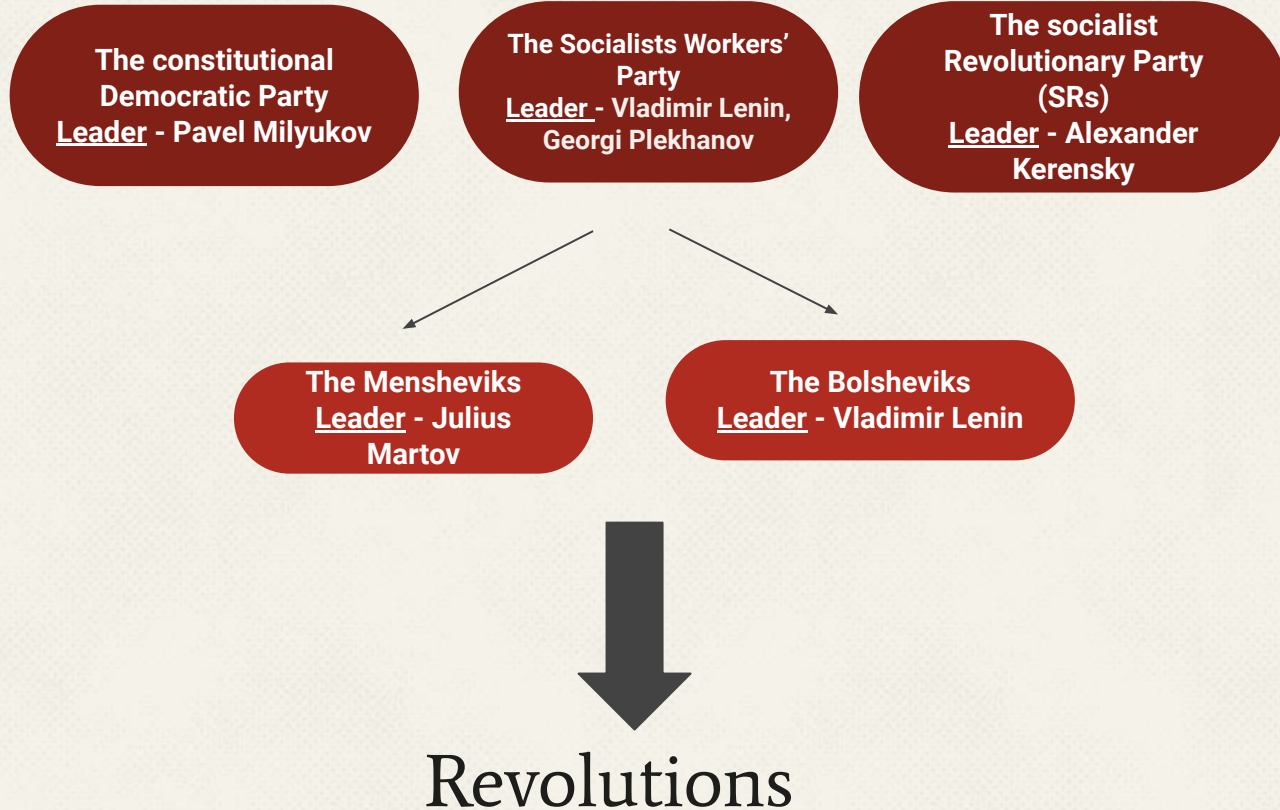 The constitutional
Democratic Party
Leader - Pavel Milyukov
The Socialists Workers’
Party
Leader - Vladimir Lenin,
Georgi Plekhanov
The socialist
Revolutionary Party
(SRs)
Leader - Alexander
Kerensky
The Mensheviks
Leader - Julius
Martov
The Bolsheviks
Leader - Vladimir Lenin
Revolutions